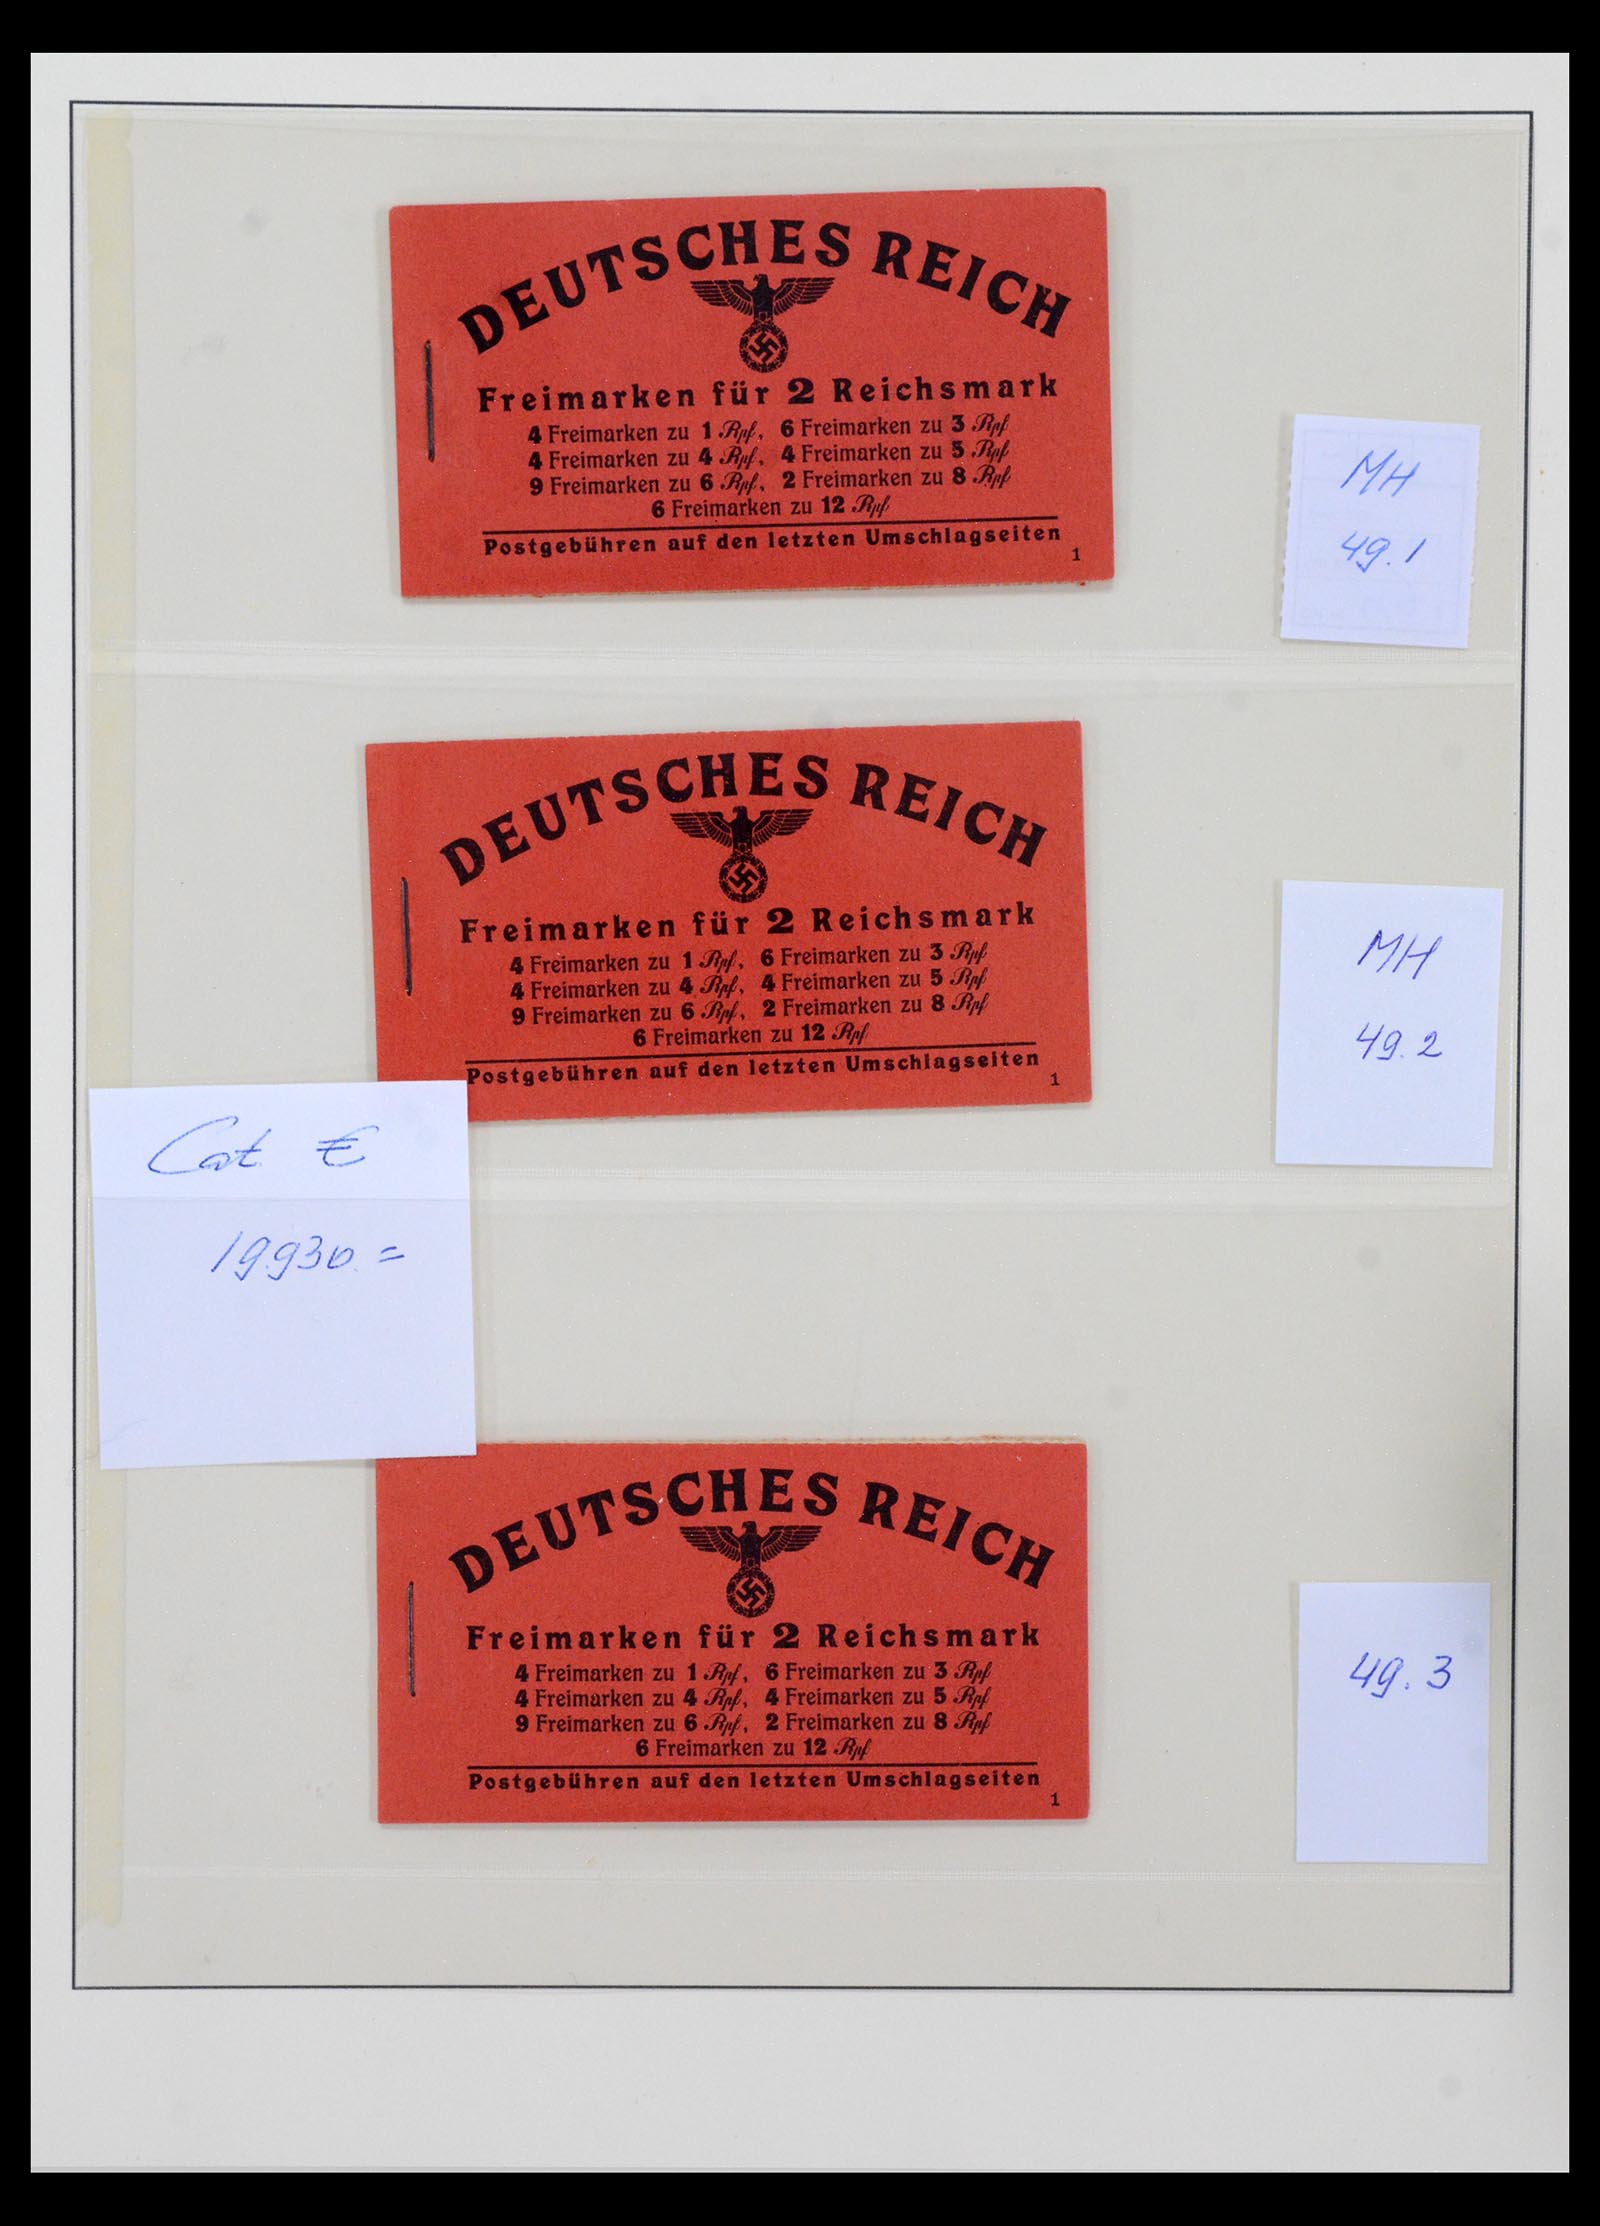 DEUTSCHES REICH
Freimarken für 2 Reichsmark
4 Freimarken zu 1 Rpf, 6 Freimarken zu 3 Rpf
4 Freimarken zu 4 Rpf, 4 Freimarken zu 5 Rpf
9 Freimarken zu 6 Rpf, 2 Freimarken zu 8 Rpf
6 Freimarken zu 12 Rpf
Postgebühren auf den letzten Umschlagseiten
1
MH
49.1
DEUTSCHES REICH
Freimarken für 2 Reichsmark
4 Freimarken zu 1 Rpf, 6 Freimarken zu 3 Rpf
4 Freimarken zu 4 Rpf, 4 Freimarken zu 5 Rpf
9 Freimarken zu 6 Rpf, 2 Freimarken zu 8 Rpf
6 Freimarken zu 12 Rpf
Postgebühren auf den letzten Umschlagseiten
1
MH
49.2
Cat. €
19.930.=
DEUTSCHES REICH
Freimarken für 2 Reichsmark
4 Freimarken zu 1 Rpf, 6 Freimarken zu 3 Rpf
4 Freimarken zu 4 Rpf, 4 Freimarken zu 5 Rpf
9 Freimarken zu 6 Rpf, 2 Freimarken zu 8 Rpf
6 Freimarken zu 12 Rpf
Postgebühren auf den letzten Umschlagseiten
1
49.3